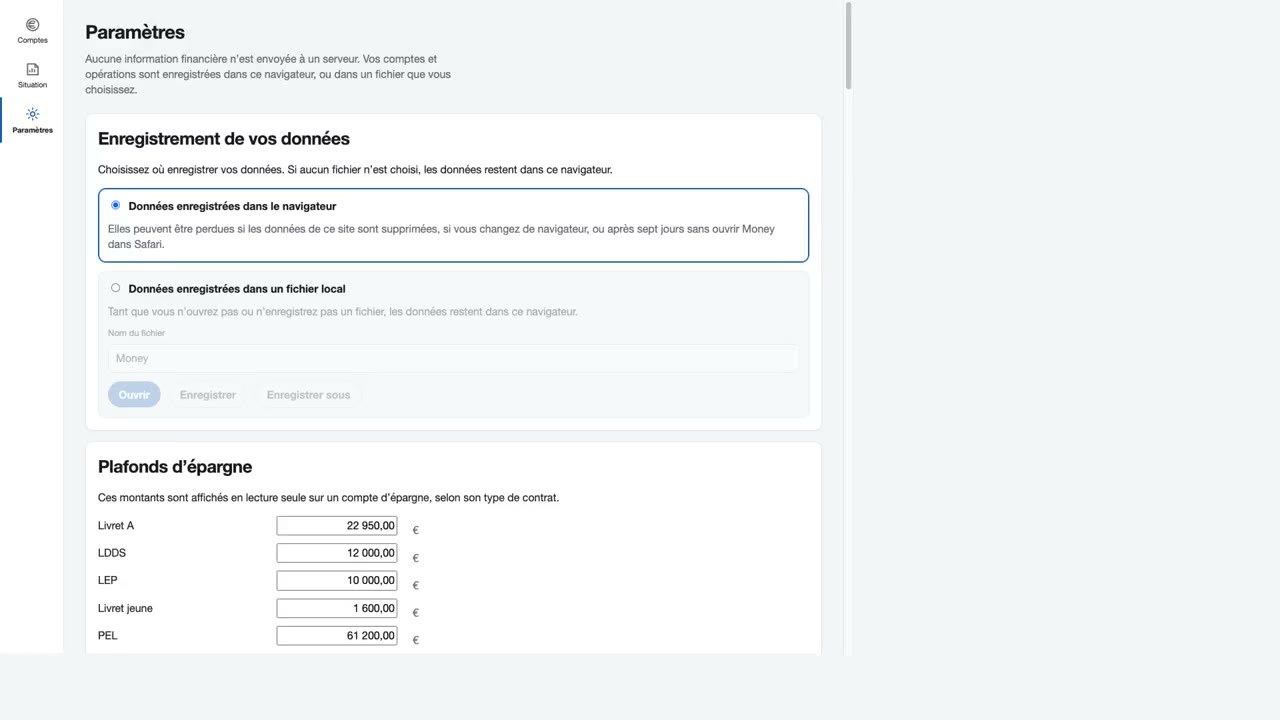 Comptes
Situation
Paramètres
Paramètres
Aucune information financière n’est envoyée à un serveur. Vos comptes et
opérations sont enregistrées dans ce navigateur, ou dans un fichier que vous
choisissez.
Enregistrement de vos données
Choisissez où enregistrer vos données. Si aucun fichier n’est choisi, les données restent dans ce navigateur.
Données enregistrées dans le navigateur
Elles peuvent être perdues si les données de ce site sont supprimées, si vous changez de navigateur, ou après sept jours sans ouvrir Money
dans Safari.
Données enregistrées dans un fichier local
Tant que vous n’ouvrez pas ou n’enregistrez pas un fichier, les données restent dans ce navigateur.
Nom du fichier
Money
Ouvrir Enregistrer Enregistrer sous
Plafonds d’épargne
Ces montants sont affichés en lecture seule sur un compte d’épargne, selon son type de contrat.
Livret A 22 950,00 €
LDDS 12 000,00 €
LEP 10 000,00 €
Livret jeune 1 600,00 €
PEL 61 200,00 €